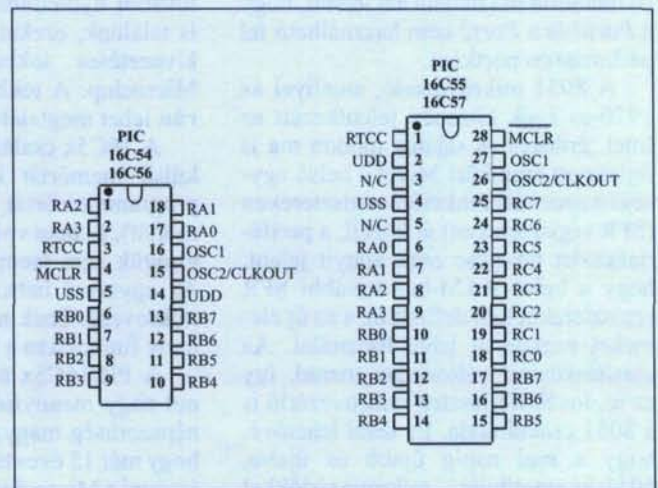 PIC
16C54
16C56
RA2 1 RA1
RA3 2 17 RA0
RTCC 3 16 OSC1
MCLR 4 15 OSC2/CLKOUT
USS 5 14 UDD
RB0 6 13 RB7
RB1 7 12 RB6
RB2 8 11 RB5
RB3 9 10 RB4
PIC
16C55
16C57
RTCC 1 28 MCLR
UDD 2 27 OSC1
N/C 3 26 OSC2/CLKOUT
USS 4 25 RC7
N/C 5 24 RC6
RA0 6 23 RC5
RA1 7 22 RC4
RA2 8 21 RC3
RA3 9 20 RC2
RB0 10 19 RC1
RB1 11 18 RC0
RB2 12 17 RB7
RB3 13 16 RB6
RB4 14 15 RB5